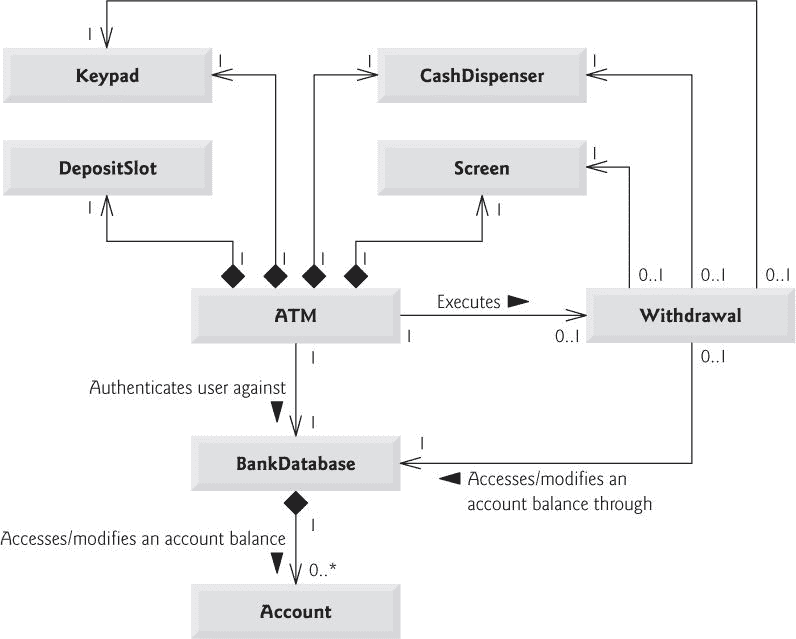 1
Keypad
1
1
CashDispenser
1
DepositSlot
1
Screen
1
1
1
1
1
1
0..1
0..1
0..1
ATM
Executes
1
0..1
Withdrawal
0..1
1
Authenticates user against
1
1
BankDatabase
Accesses/modifies an
account balance through
1
Accesses/modifies an account balance
0..*
Account